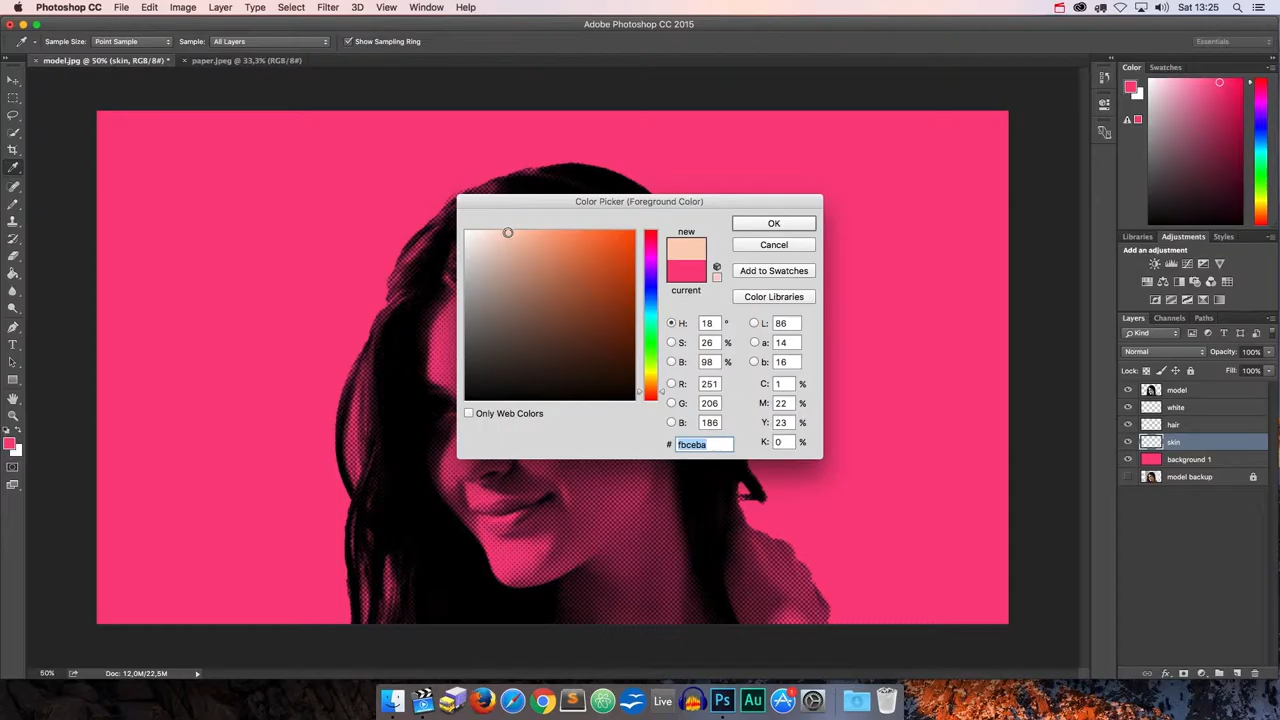 Photoshop CC File Edit Image Layer Type Select Filter 3D View Window Help Sat 13:25
Adobe Photoshop CC 2015
Sample Size: Point Sample Sample: All Layers Show Sampling Ring Essentials
model.jpg @ 50% (skin, RGB/8#) * paper.jpeg @ 33,3% (RGB/8#)
Color Swatches
Color Picker (Foreground Color)
new
current
OK
Cancel
Add to Swatches
Color Libraries
H: 18 ° L: 86
S: 26 % a: 14
B: 98 % b: 16
R: 251 C: 1 %
G: 206 M: 22 %
B: 186 Y: 23 %
# fbceba K: 0 %
Only Web Colors
Libraries Adjustments Styles
Add an adjustment
Layers Channels Paths
Kind
Normal Opacity: 100%
Lock: Fill: 100%
model
white
hair
skin
background 1
model backup
50% Doc: 12,0M/22,5M
Live Ps Au 1